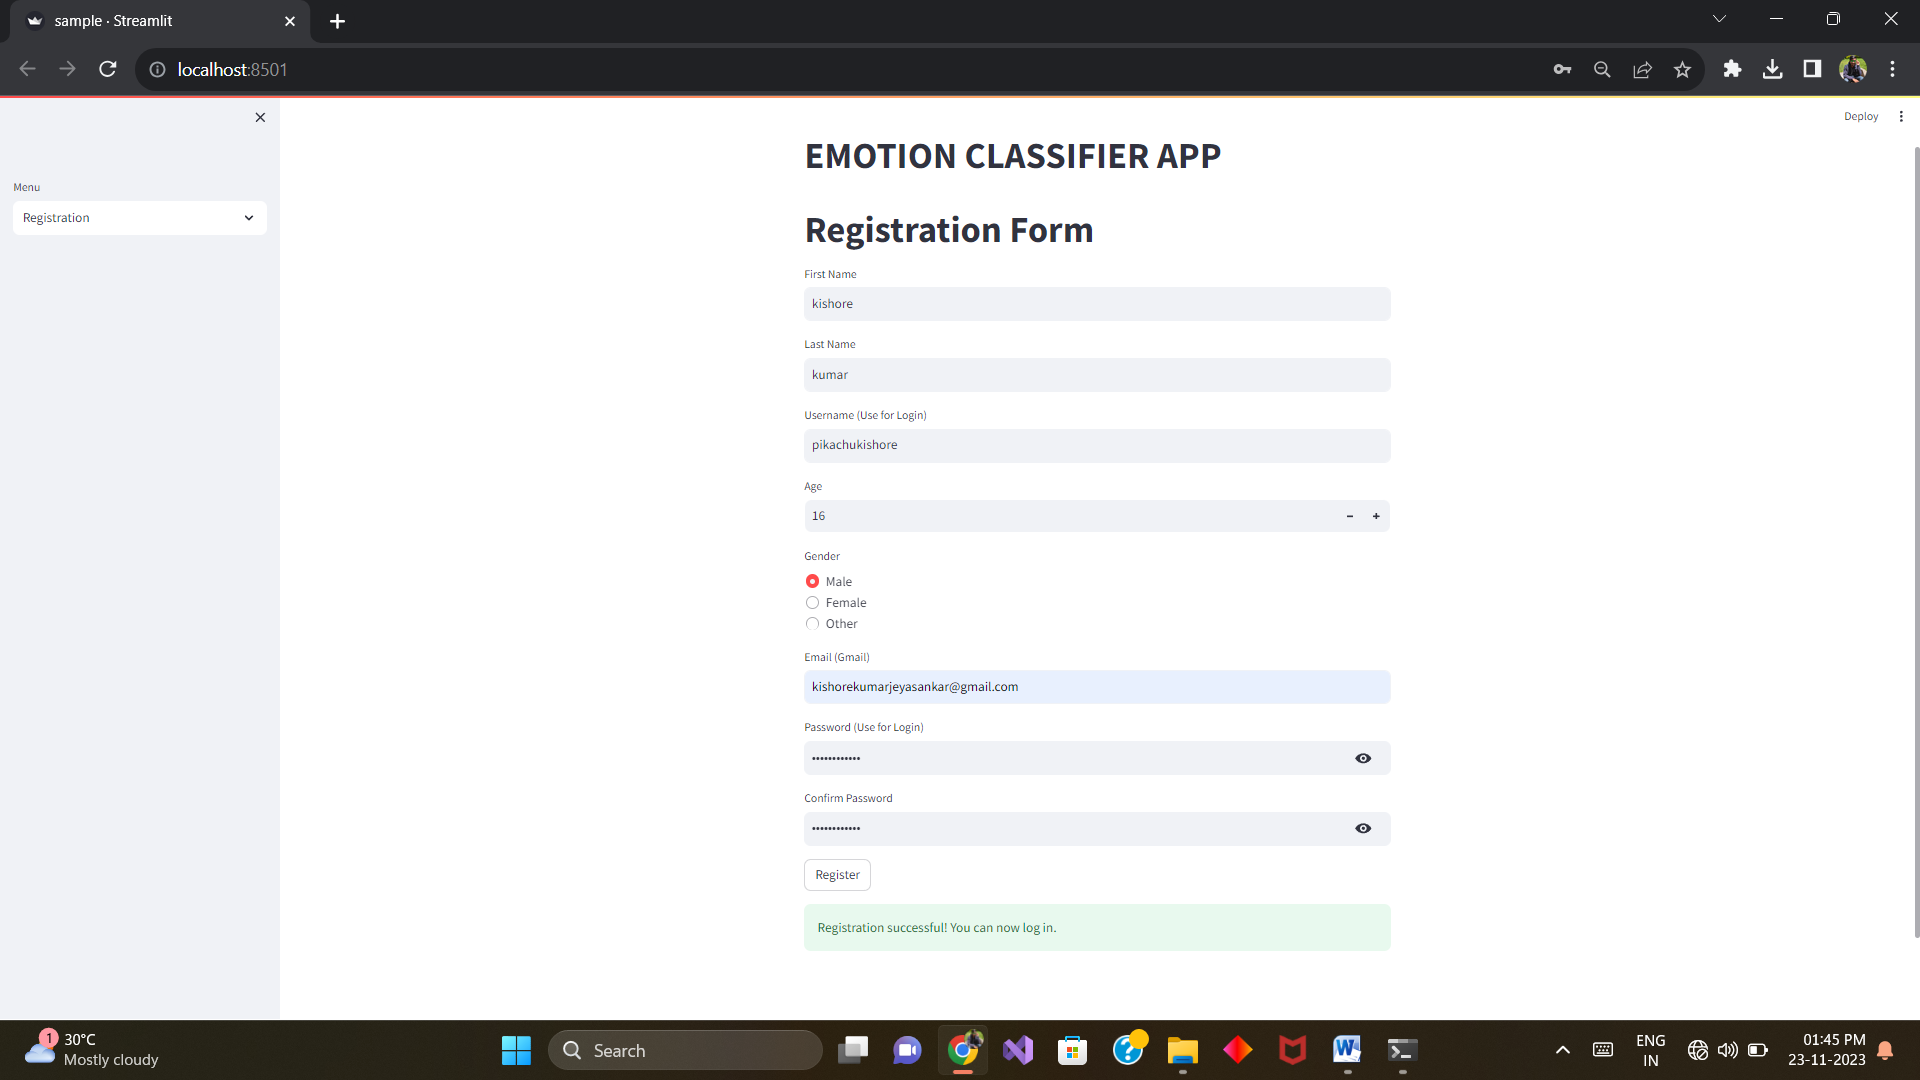 sample · Streamlit
localhost:8501
Deploy
Menu
Registration
EMOTION CLASSIFIER APP
Registration Form
First Name
kishore
Last Name
kumar
Username (Use for Login)
pikachukishore
Age
16
Gender
Male
Female
Other
Email (Gmail)
kishorekumarjeyasankar@gmail.com
Password (Use for Login)
••••••••••••
Confirm Password
••••••••••••
Register
Registration successful! You can now log in.
1
30°C
Mostly cloudy
Search
ENG
IN
01:45 PM
23-11-2023